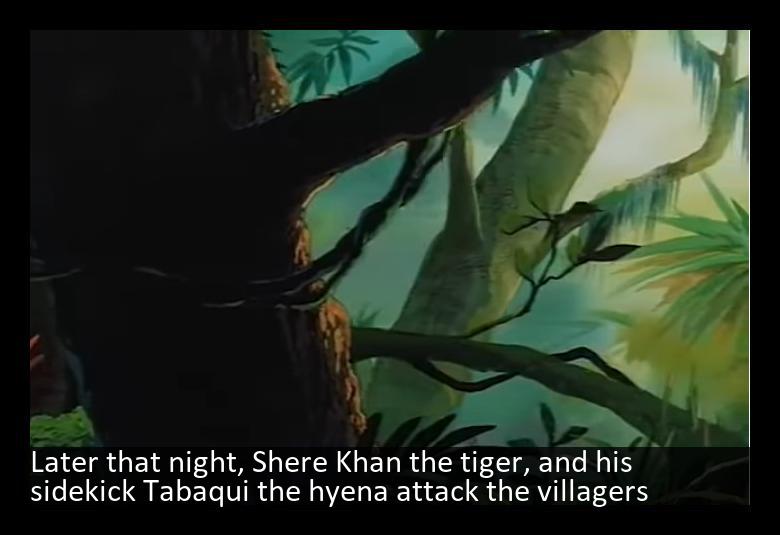 Later that night, Shere Khan the tiger, and his
sidekick Tabaqui the hyena attack the villagers